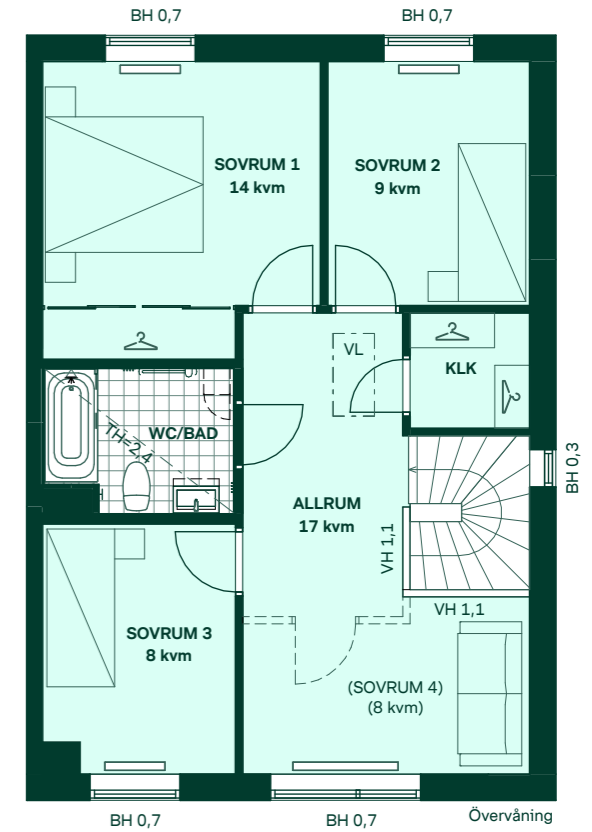 BH 0,7
BH 0,7
SOVRUM 1
14 kvm
SOVRUM 2
9 kvm
VL
KLK
TH=2,4
WC/BAD
BH 0,3
ALLRUM
17 kvm
VH 1,1
VH 1,1
SOVRUM 3
8 kvm
(SOVRUM 4)
(8 kvm)
BH 0,7
BH 0,7
Övervåning